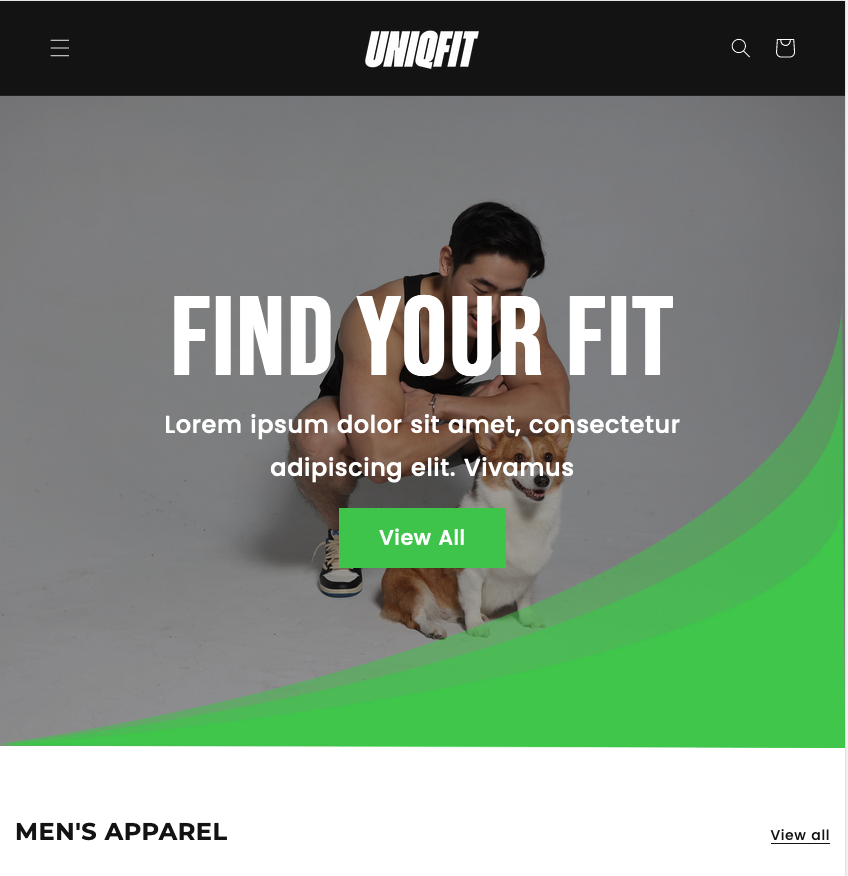 UNIQFIT
FIND YOUR FIT
Lorem ipsum dolor sit amet, consectetur
adipiscing elit. Vivamus
View All
MEN'S APPAREL
View all